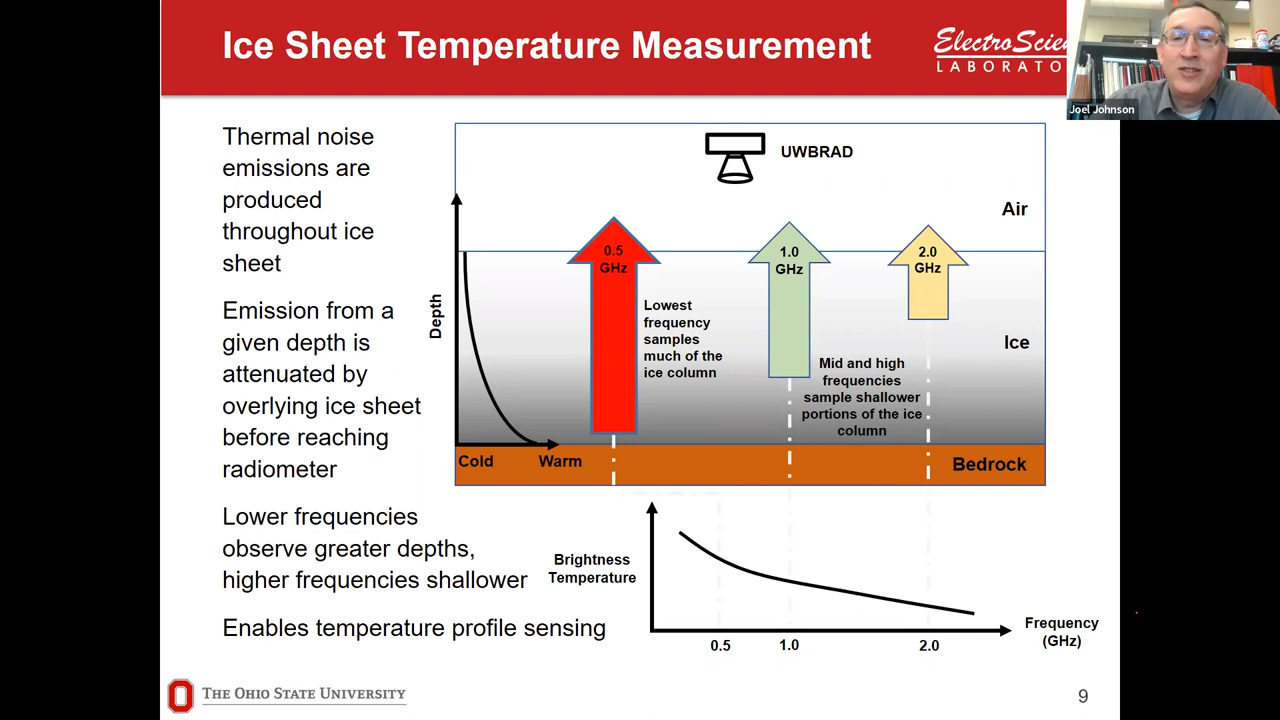 Ice Sheet Temperature Measurement
ElectroScien
LABORATO
Joel Johnson
Thermal noise
emissions are
produced
throughout ice
sheet
Emission from a
given depth is
attenuated by
overlying ice sheet
before reaching
radiometer
Lower frequencies
observe greater depths,
higher frequencies shallower
Enables temperature profile sensing
UWBRAD
Air
0.5
GHz
1.0
GHz
2.0
GHz
Depth
Lowest
frequency
samples
much of the
ice column
Ice
Mid and high
frequencies
sample shallower
portions of the ice
column
Cold
Warm
Bedrock
Brightness
Temperature
0.5
1.0
2.0
Frequency
(GHz)
THE OHIO STATE UNIVERSITY
9